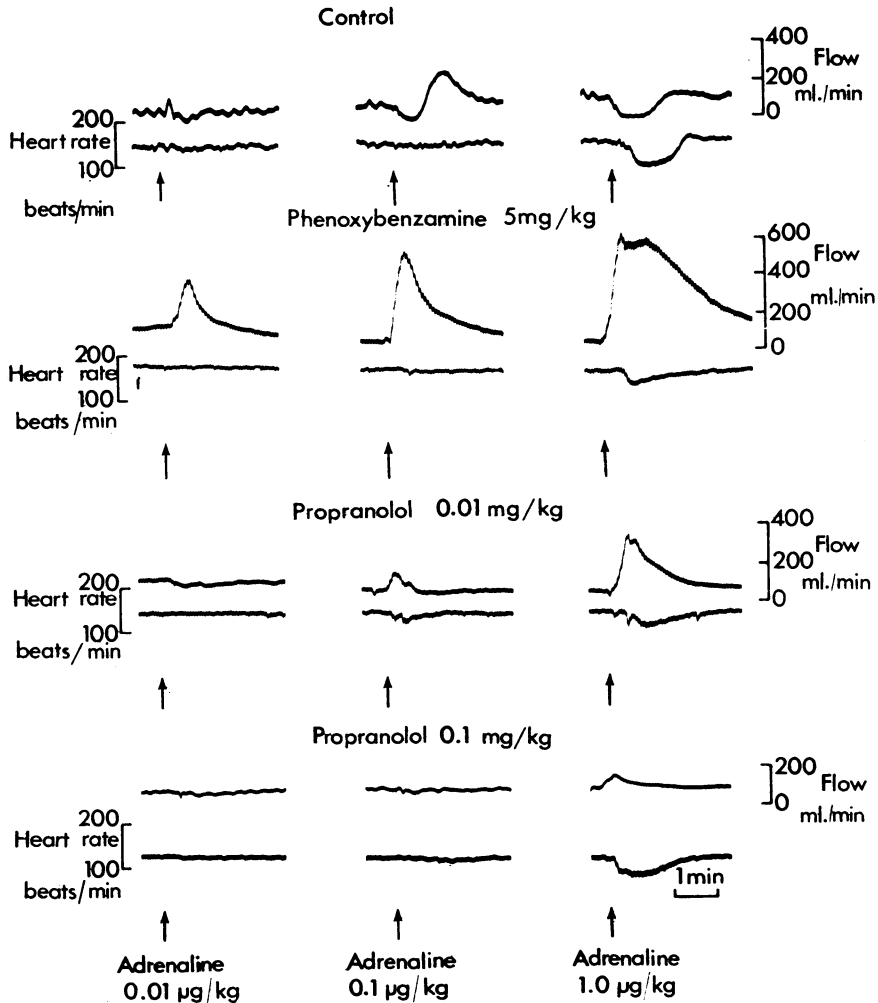 Control
400
200
0
Flow
ml./min
200
Heart rate
100
beats/min
Phenoxybenzamine 5mg/kg
600
400
200
0
Flow
ml./min
200
Heart rate
100
beats/min
Propranolol 0.01 mg/kg
400
200
0
Flow
ml./min
200
Heart rate
100
beats/min
Propranolol 0.1 mg/kg
200
0
Flow
ml./min
200
Heart rate
100
beats/min
1min
Adrenaline
0.01 µg/kg
Adrenaline
0.1 µg/kg
Adrenaline
1.0 µg/kg